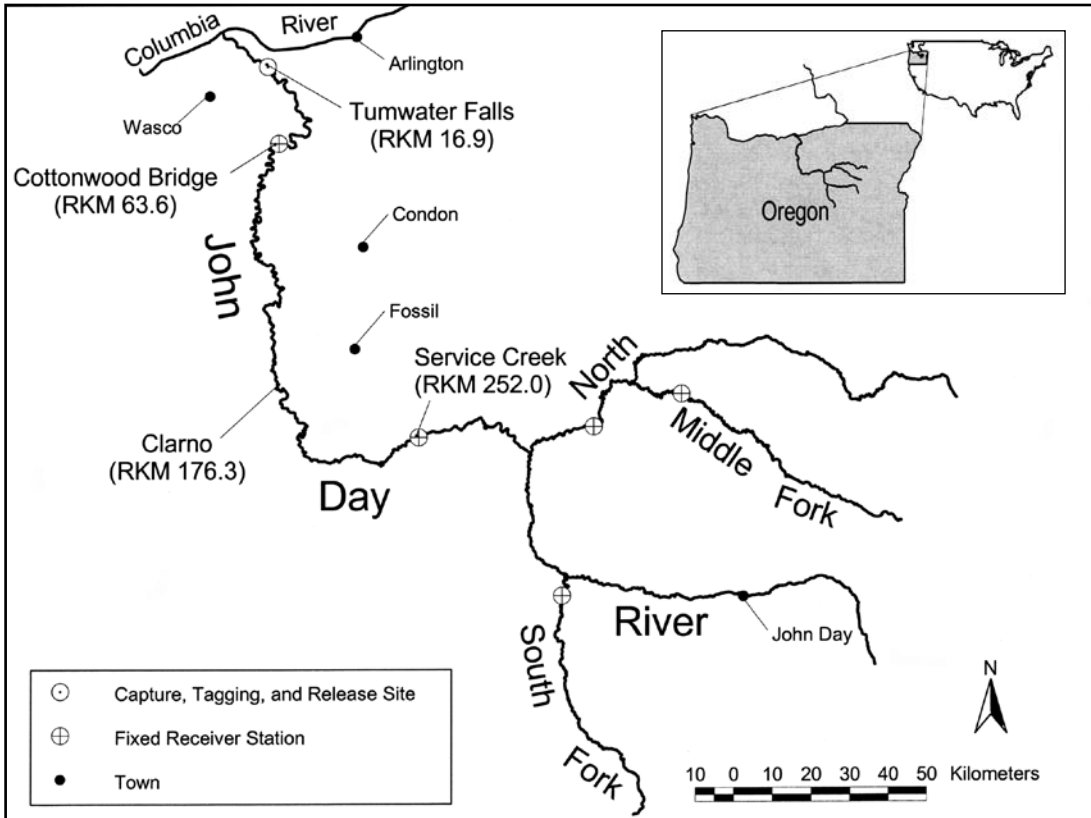 Columbia
River
Arlington
Wasco
Tumwater Falls
(RKM 16.9)
Cottonwood Bridge
(RKM 63.6)
Condon
John
Fossil
Service Creek
(RKM 252.0)
North
Clarno
(RKM 176.3)
Day
Middle
Fork
River
John Day
South
Fork
Oregon
Capture, Tagging, and Release Site
Fixed Receiver Station
Town
N
10 0 10 20 30 40 50 Kilometers